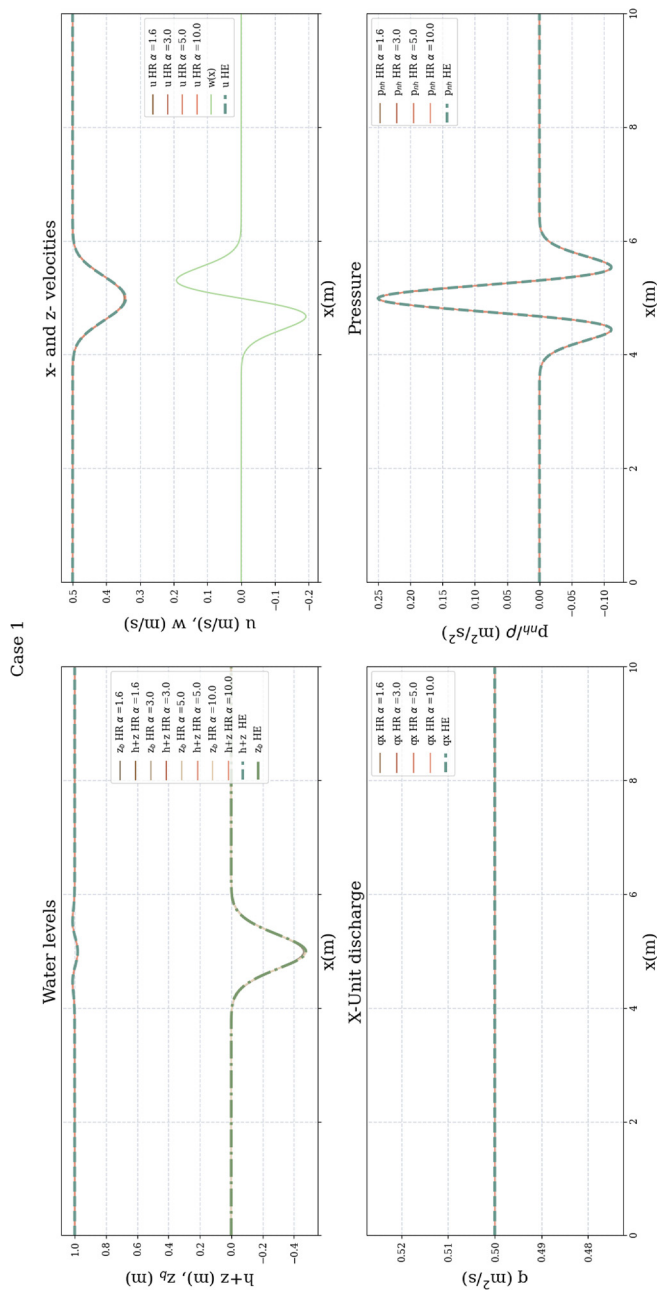 Case 1
Water levels
h+z (m), z_b (m)
1.0
0.8
0.6
0.4
0.2
0.0
−0.2
−0.4
z_b HR α = 1.6
h+z HR α = 1.6
z_b HR α = 3.0
h+z HR α = 3.0
z_b HR α = 5.0
h+z HR α = 5.0
z_b HR α = 10.0
h+z HR α = 10.0
h+z HE
z_b HE
x(m)
x- and z- velocities
u (m/s), w (m/s)
0.5
0.4
0.3
0.2
0.1
0.0
−0.1
−0.2
u HR α = 1.6
u HR α = 3.0
u HR α = 5.0
u HR α = 10.0
w(x)
u HE
x(m)
X-Unit discharge
q (m²/s)
0.52
0.51
0.50
0.49
0.48
qx HR α = 1.6
qx HR α = 3.0
qx HR α = 5.0
qx HR α = 10.0
qx HE
0 2 4 6 8 10
x(m)
Pressure
p_nh/ρ (m²/s²)
0.25
0.20
0.15
0.10
0.05
0.00
−0.05
−0.10
p_nh HR α = 1.6
p_nh HR α = 3.0
p_nh HR α = 5.0
p_nh HR α = 10.0
p_nh HE
0 2 4 6 8 10
x(m)